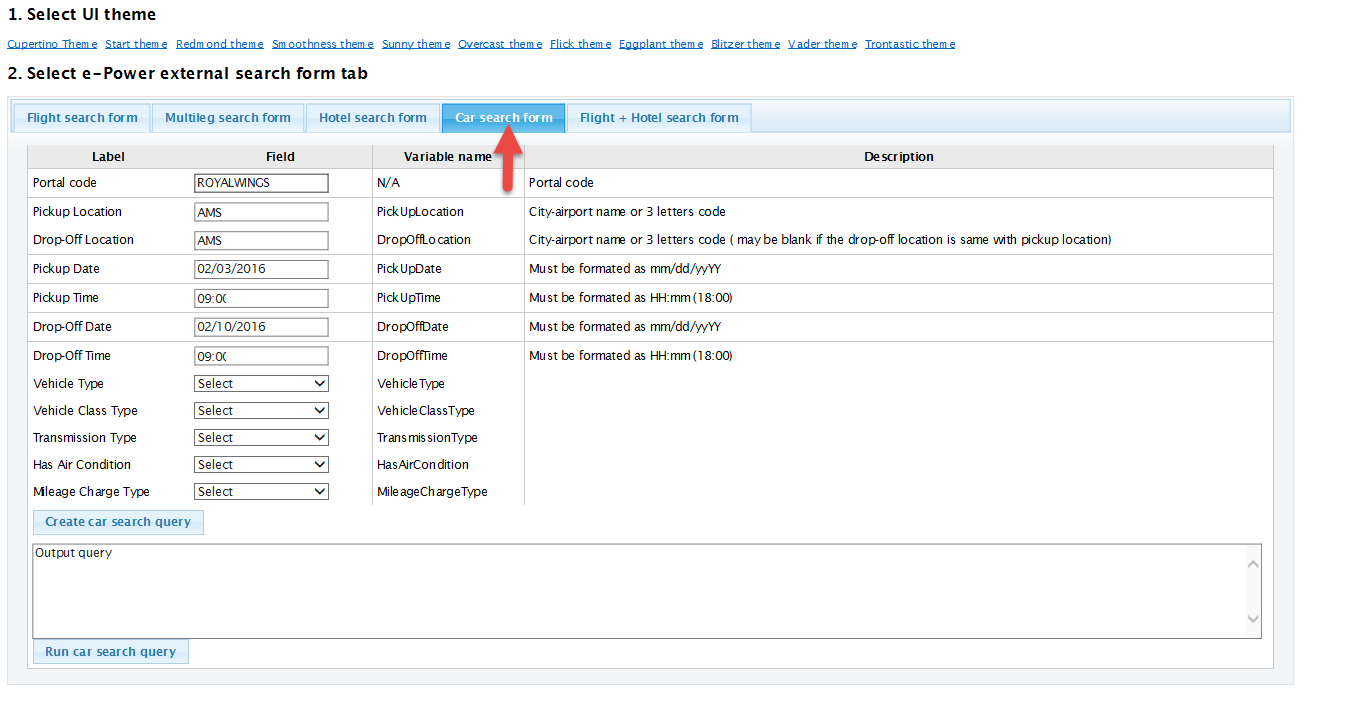 1. Select UI theme
Cupertino Theme Start theme Redmond theme Smoothness theme Sunny theme Overcast theme Flick theme Eggplant theme Blitzer theme Vader theme Trontastic theme
2. Select e-Power external search form tab
Flight search form Multileg search form Hotel search form Car search form Flight + Hotel search form
Label Field Variable name Description
Portal code ROYALWINGS N/A Portal code
Pickup Location AMS PickUpLocation City-airport name or 3 letters code
Drop-Off Location AMS DropOffLocation City-airport name or 3 letters code ( may be blank if the drop-off location is same with pickup location)
Pickup Date 02/03/2016 PickUpDate Must be formated as mm/dd/yyYY
Pickup Time 09:00 PickUpTime Must be formated as HH:mm (18:00)
Drop-Off Date 02/10/2016 DropOffDate Must be formated as mm/dd/yyYY
Drop-Off Time 09:00 DropOffTime Must be formated as HH:mm (18:00)
Vehicle Type Select VehicleType
Vehicle Class Type Select VehicleClassType
Transmission Type Select TransmissionType
Has Air Condition Select HasAirCondition
Mileage Charge Type Select MileageChargeType
Create car search query
Output query
Run car search query